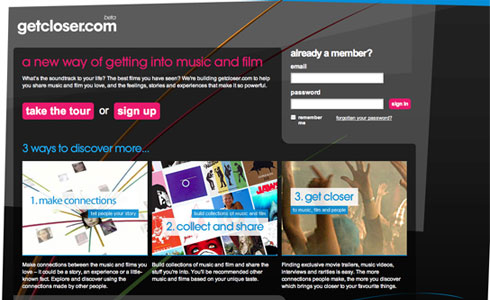 beta
getcloser.com
a new way of getting into music and film
What's the soundtrack to your life? The best films you have seen? We're building getcloser.com to help
you share music and film you love, and the feelings, stories and experiences that make it so powerful.
take the tour or sign up
already a member?
email
password
sign in
remember
me
forgotten your password?
3 ways to discover more...
1. make connections
tell people your story
build collections of music and film
2. collect and share
JAWS
3. get closer
to music, film and people
Make connections between the music and films you
love – it could be a story, an experience or a little-
known fact. Explore and discover using the
connections made by other people.
Build collections of music and film and share the
stuff you're into. You'll be recommended other
music and films based on your unique taste.
Finding exclusive movie trailers, music videos,
interviews and rarities is easy. The more
connections people make, the more you discover
which brings you closer to your favourite things.